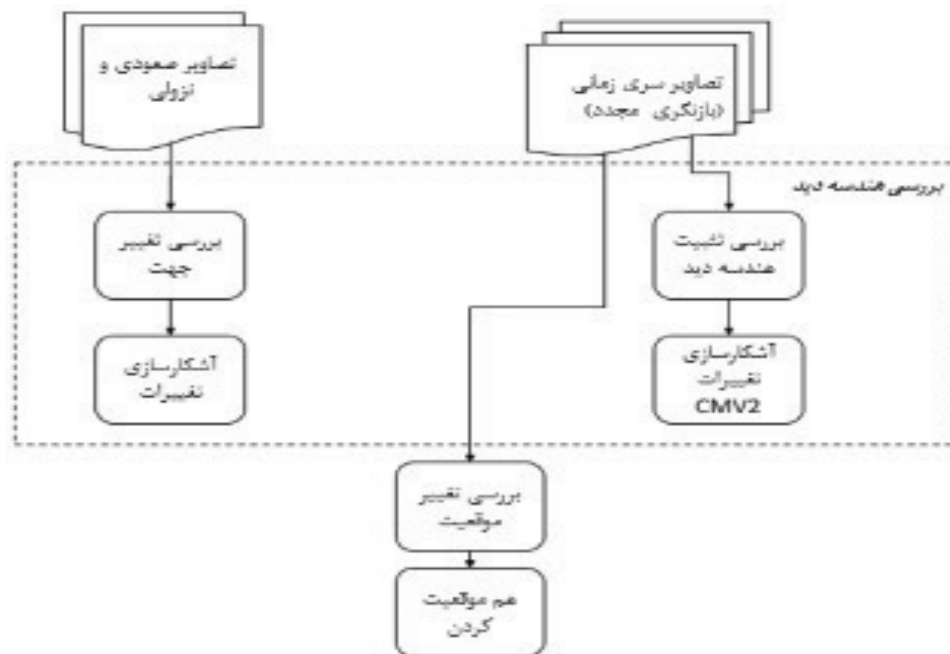 تصاویر سری زمانی
(بازنگری مجدد)
تصاویر صعودی و
نزولی
بررسی هندسه دید
بررسی تثبیت
هندسه دید
بررسی تغییر
جهت
آشکارسازی
تغییرات
CMV2
آشکارسازی
تغییرات
بررسی تغییر
موقعیت
هم موقعیت
کردن